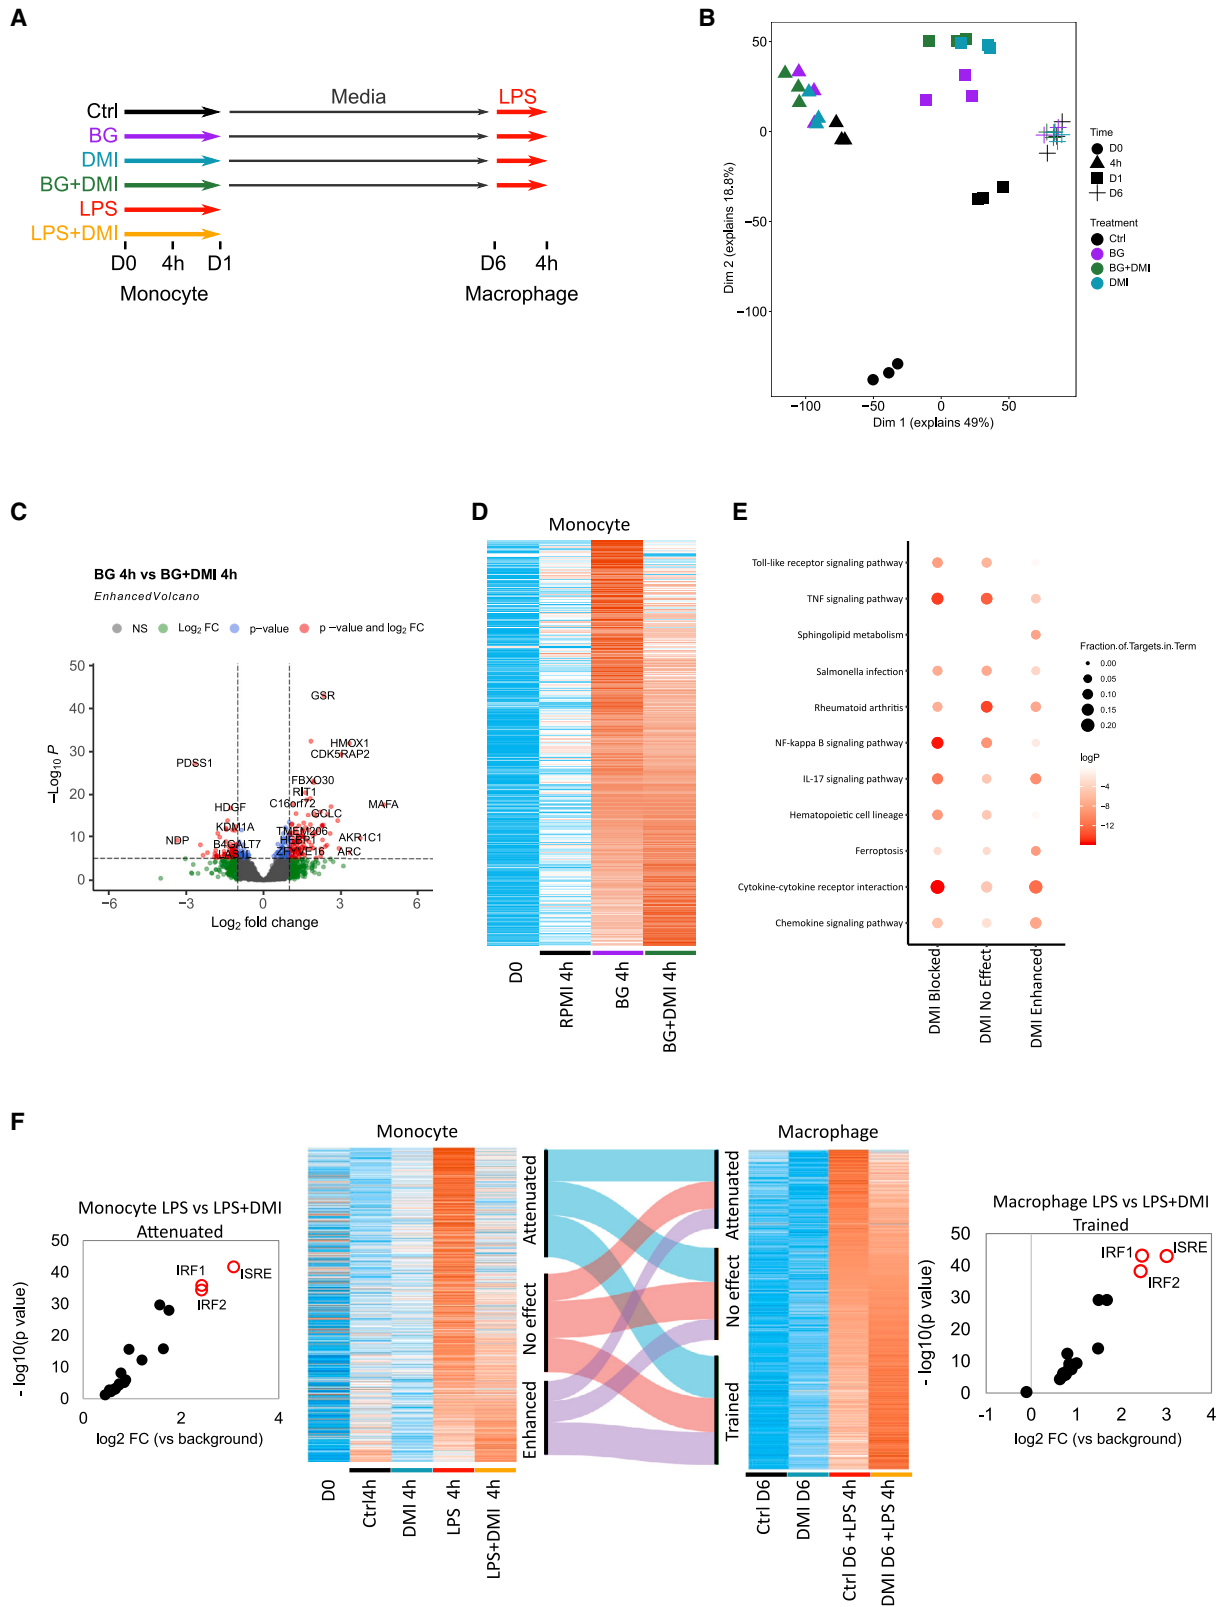 A
Ctrl
BG
DMI
BG+DMI
LPS
LPS+DMI
Media
LPS
D0
4h
D1
D6
4h
Monocyte
Macrophage
B
50
0
−50
−100
Dim 2 (explains 18.8%)
−100
−50
0
50
Dim 1 (explains 49%)
Time
D0
4h
D1
D6
Treatment
Ctrl
BG
BG+DMI
DMI
C
BG 4h vs BG+DMI 4h
EnhancedVolcano
NS
Log2 FC
p−value
p −value and log2 FC
50
40
30
20
10
0
−Log10 P
GSR
HMOX1
CDK5RAP2
PDSS1
FBXO30
RIT1
C16orf72
MAFA
HDGF
GCLC
KDM1A
TMEM206
NDP
HEBP1
AKR1C1
B4GALT7
ZFYVE16
ARC
LAS1L
−6
−3
0
3
6
Log2 fold change
D
Monocyte
D0
RPMI 4h
BG 4h
BG+DMI 4h
E
Toll-like receptor signaling pathway
TNF signaling pathway
Sphingolipid metabolism
Salmonella infection
Rheumatoid arthritis
NF-kappa B signaling pathway
IL-17 signaling pathway
Hematopoietic cell lineage
Ferroptosis
Cytokine-cytokine receptor interaction
Chemokine signaling pathway
DMI Blocked
DMI No Effect
DMI Enhanced
Fraction.of.Targets.in.Term
0.00
0.05
0.10
0.15
0.20
logP
−4
−8
−12
F
Monocyte LPS vs LPS+DMI
Attenuated
50
40
30
20
10
0
- log10(p value)
IRF1
ISRE
IRF2
0
2
4
log2 FC (vs background)
Monocyte
D0
Ctrl4h
DMI 4h
LPS 4h
LPS+DMI 4h
Attenuated
No effect
Enhanced
Attenuated
No effect
Trained
Macrophage
Ctrl D6
DMI D6
Ctrl D6 +LPS 4h
DMI D6 +LPS 4h
Macrophage LPS vs LPS+DMI
Trained
50
40
30
20
10
0
- log10(p value)
IRF1
ISRE
IRF2
-1
0
1
2
3
4
log2 FC (vs background)